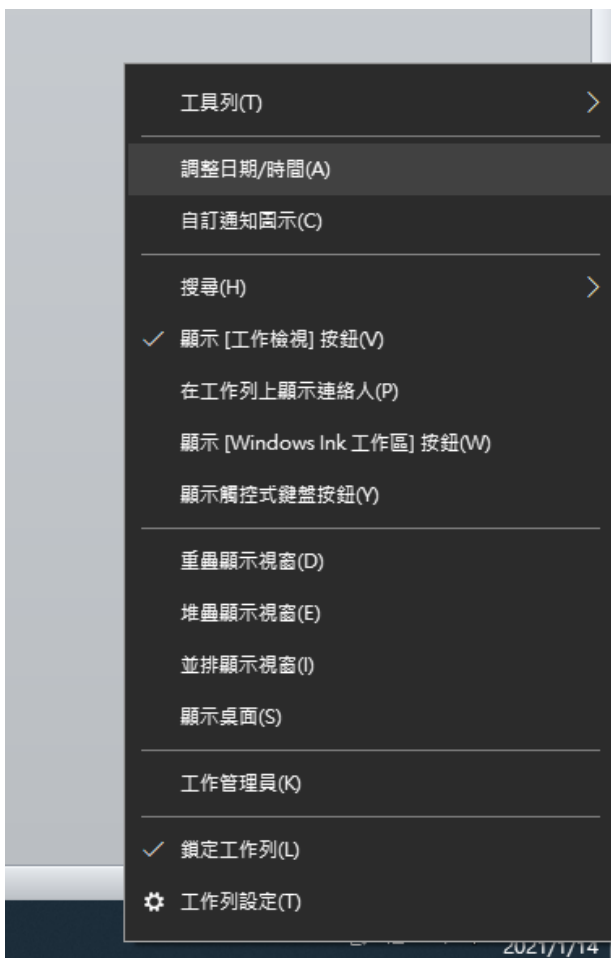 工具列(T)
調整日期/時間(A)
自訂通知圖示(C)
搜尋(H)
顯示 [工作檢視] 按鈕(V)
在工作列上顯示連絡人(P)
顯示 [Windows Ink 工作區] 按鈕(W)
顯示觸控式鍵盤按鈕(Y)
重疊顯示視窗(D)
堆疊顯示視窗(E)
並排顯示視窗(I)
顯示桌面(S)
工作管理員(K)
鎖定工作列(L)
工作列設定(T)
2021/1/14